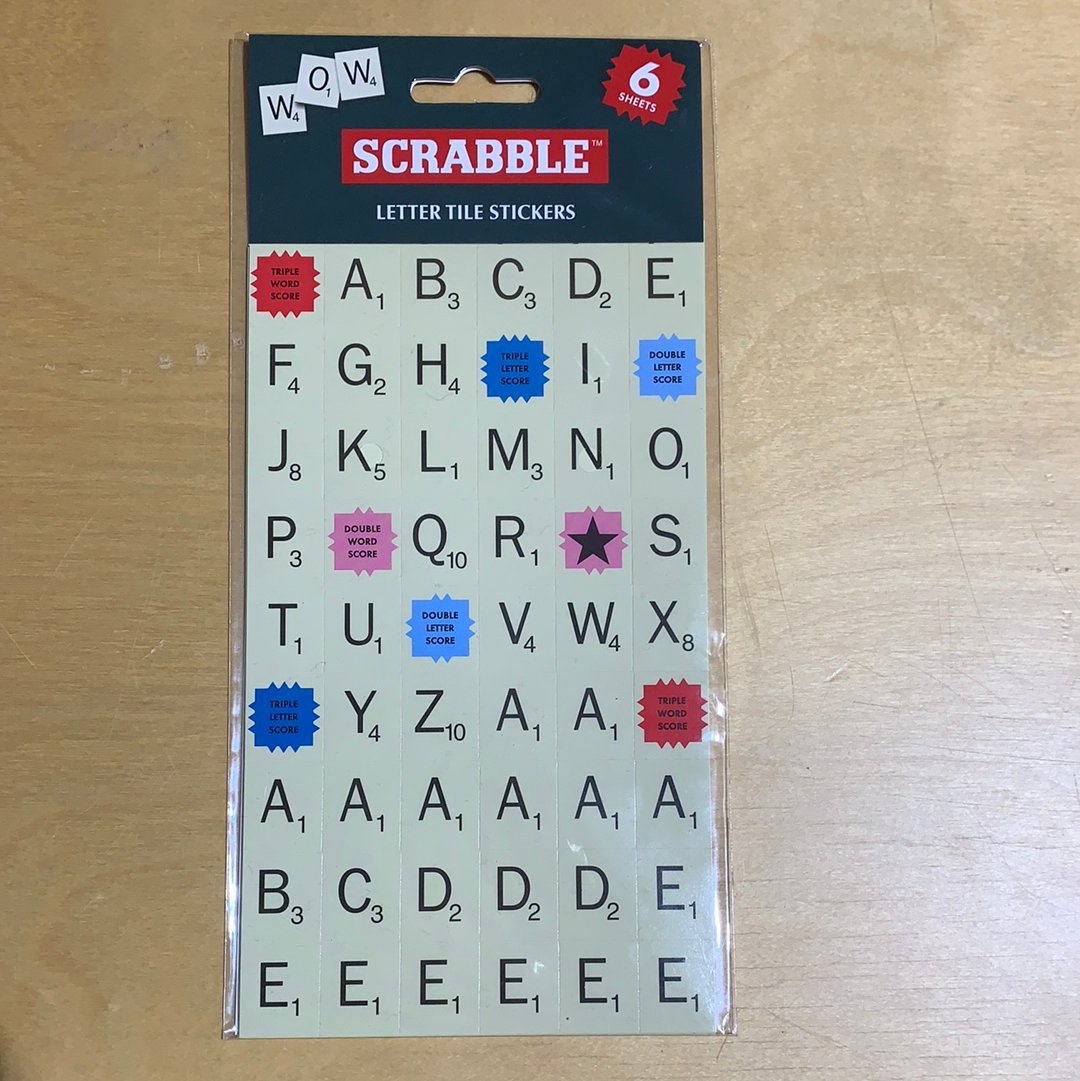 W4 O1 W4
6
SHEETS
SCRABBLE™
LETTER TILE STICKERS
TRIPLE WORD SCORE A1 B3 C3 D2 E1
F4 G2 H4 TRIPLE LETTER SCORE I1 DOUBLE LETTER SCORE
J8 K5 L1 M3 N1 O1
P3 DOUBLE WORD SCORE Q10 R1 ★ S1
T1 U1 DOUBLE LETTER SCORE V4 W4 X8
TRIPLE LETTER SCORE Y4 Z10 A1 A1 TRIPLE WORD SCORE
A1 A1 A1 A1 A1 A1
B3 C3 D2 D2 D2 E1
E1 E1 E1 E1 E1 E1